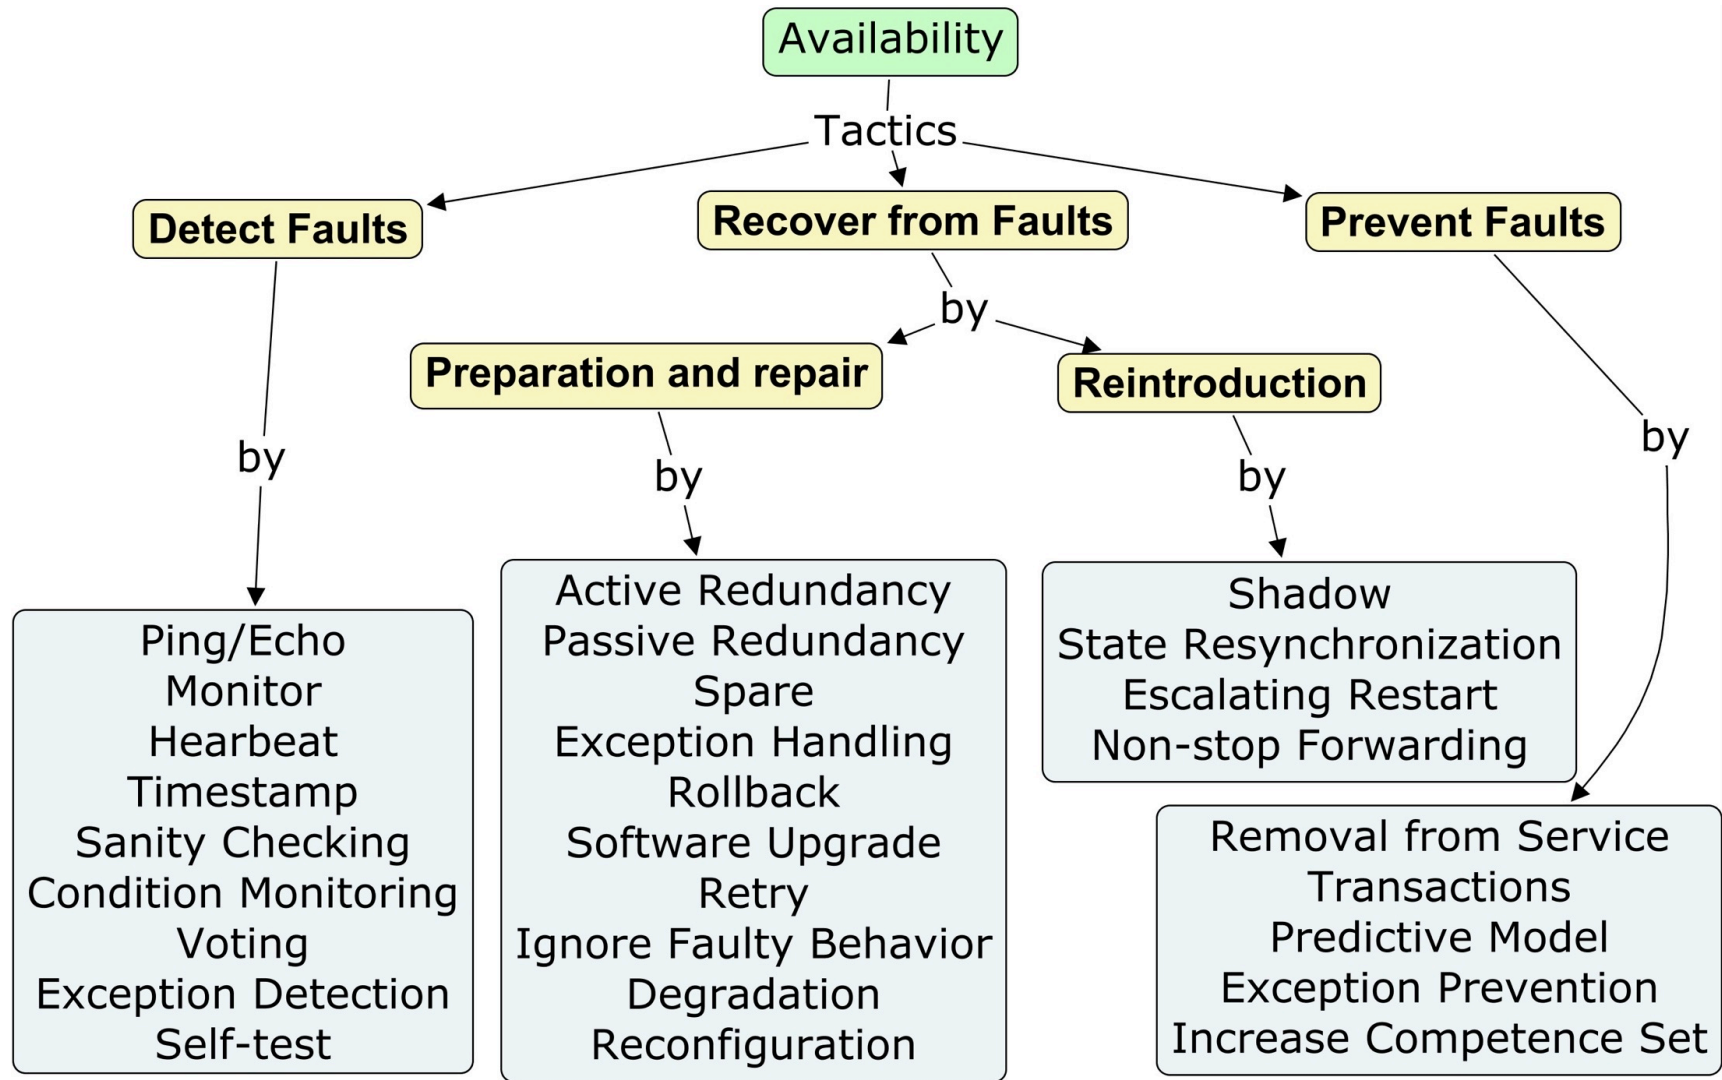 Availability
Tactics
Detect Faults
Recover from Faults
Prevent Faults
by
Preparation and repair
Reintroduction
by
by
by
by
Ping/Echo
Monitor
Hearbeat
Timestamp
Sanity Checking
Condition Monitoring
Voting
Exception Detection
Self-test
Active Redundancy
Passive Redundancy
Spare
Exception Handling
Rollback
Software Upgrade
Retry
Ignore Faulty Behavior
Degradation
Reconfiguration
Shadow
State Resynchronization
Escalating Restart
Non-stop Forwarding
Removal from Service
Transactions
Predictive Model
Exception Prevention
Increase Competence Set